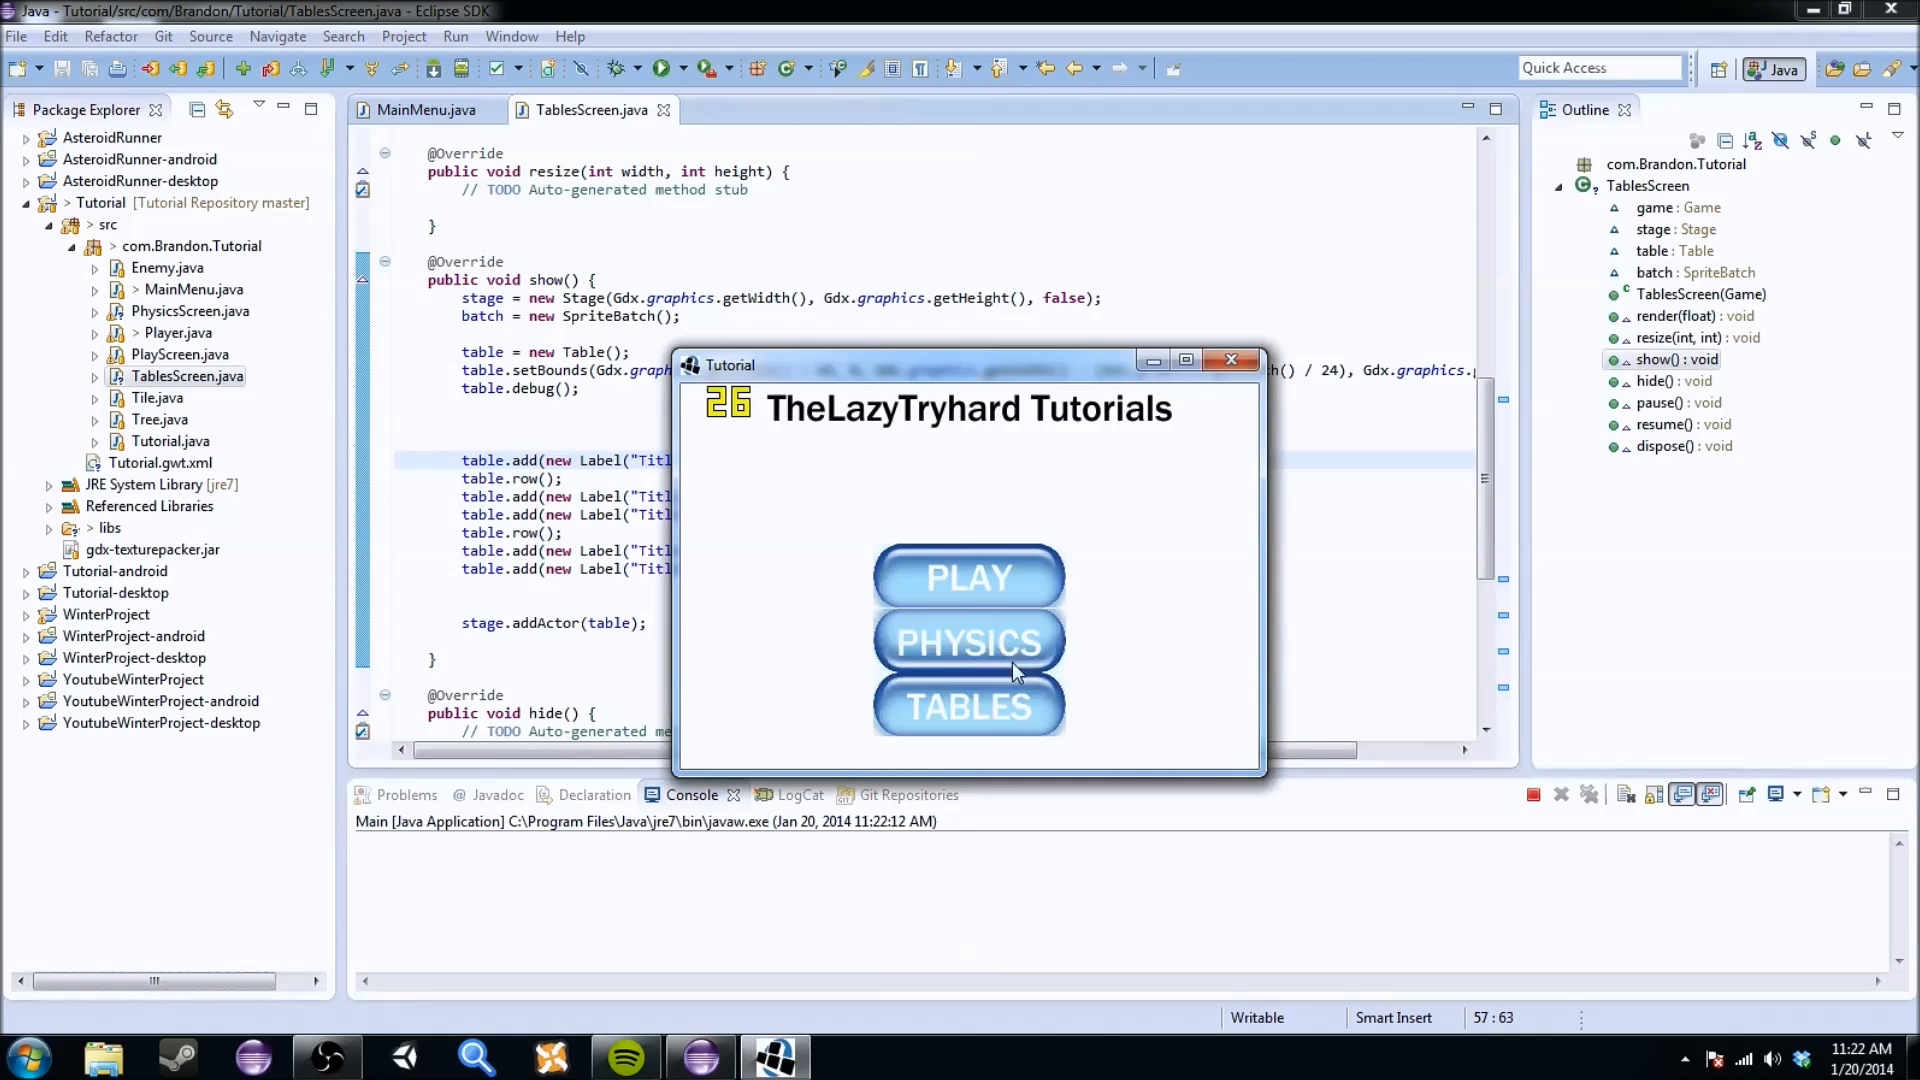 Java - Tutorial/src/com/Brandon/Tutorial/TablesScreen.java - Eclipse SDK
File Edit Refactor Git Source Navigate Search Project Run Window Help
Quick Access
Java
Package Explorer
AsteroidRunner
AsteroidRunner-android
AsteroidRunner-desktop
> Tutorial [Tutorial Repository master]
> src
> com.Brandon.Tutorial
Enemy.java
> MainMenu.java
PhysicsScreen.java
> Player.java
PlayScreen.java
TablesScreen.java
Tile.java
Tree.java
Tutorial.java
Tutorial.gwt.xml
JRE System Library [jre7]
Referenced Libraries
> libs
gdx-texturepacker.jar
Tutorial-android
Tutorial-desktop
WinterProject
WinterProject-android
WinterProject-desktop
YoutubeWinterProject
YoutubeWinterProject-android
YoutubeWinterProject-desktop
MainMenu.java
TablesScreen.java
@Override
public void resize(int width, int height) {
// TODO Auto-generated method stub
}
@Override
public void show() {
stage = new Stage(Gdx.graphics.getWidth(), Gdx.graphics.getHeight(), false);
batch = new SpriteBatch();
table = new Table();
table.setBounds(Gdx.grap
h() / 24), Gdx.graphics.
table.debug();
table.add(new Label("Titl
table.row();
table.add(new Label("Titl
table.add(new Label("Titl
table.row();
table.add(new Label("Titl
table.add(new Label("Titl
stage.addActor(table);
}
@Override
public void hide() {
// TODO Auto-generated me
Tutorial
26
TheLazyTryhard Tutorials
PLAY
PHYSICS
TABLES
Outline
com.Brandon.Tutorial
TablesScreen
game : Game
stage : Stage
table : Table
batch : SpriteBatch
TablesScreen(Game)
render(float) : void
resize(int, int) : void
show() : void
hide() : void
pause() : void
resume() : void
dispose() : void
Problems @ Javadoc Declaration Console LogCat Git Repositories
Main [Java Application] C:\Program Files\Java\jre7\bin\javaw.exe (Jan 20, 2014 11:22:12 AM)
Writable Smart Insert 57 : 63
11:22 AM
1/20/2014